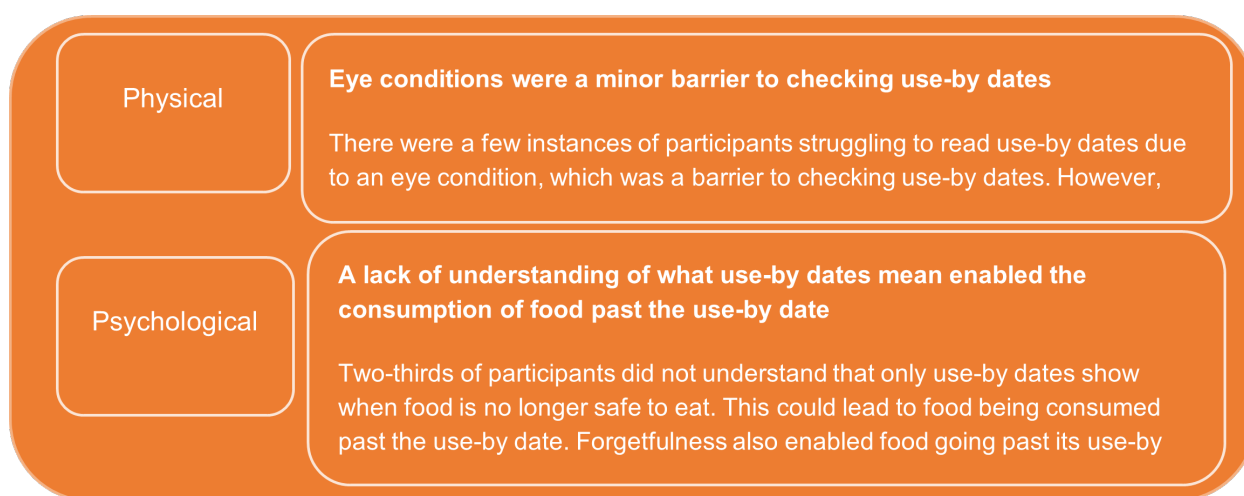 Physical
Eye conditions were a minor barrier to checking use-by dates
There were a few instances of participants struggling to read use-by dates due
to an eye condition, which was a barrier to checking use-by dates. However,
Psychological
A lack of understanding of what use-by dates mean enabled the
consumption of food past the use-by date
Two-thirds of participants did not understand that only use-by dates show
when food is no longer safe to eat. This could lead to food being consumed
past the use-by date. Forgetfulness also enabled food going past its use-by